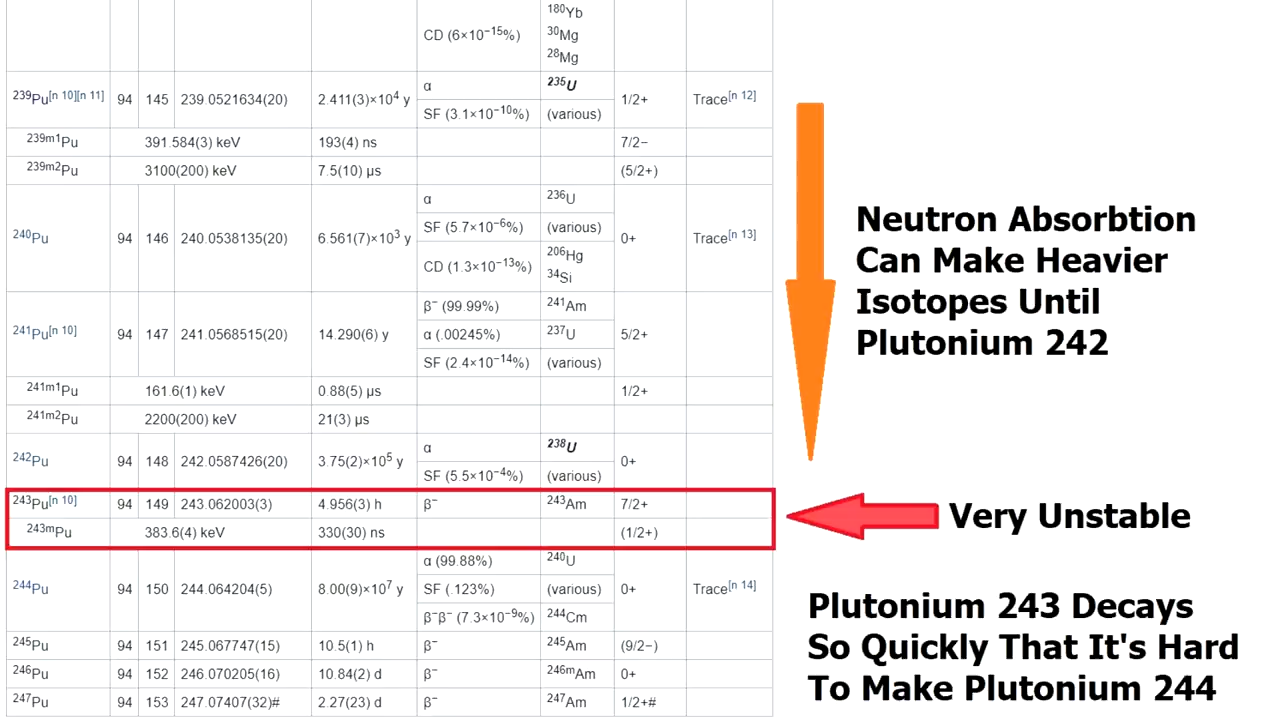 180Yb
CD (6×10−15%) 30Mg
28Mg
239Pu[n 10][n 11] 94 145 239.0521634(20) 2.411(3)×104 y α 235U 1/2+ Trace[n 12]
SF (3.1×10−10%) (various)
239m1Pu 391.584(3) keV 193(4) ns 7/2−
239m2Pu 3100(200) keV 7.5(10) µs (5/2+)
240Pu 94 146 240.0538135(20) 6.561(7)×103 y α 236U 0+ Trace[n 13]
SF (5.7×10−6%) (various)
CD (1.3×10−13%) 206Hg
34Si
241Pu[n 10] 94 147 241.0568515(20) 14.290(6) y β− (99.99%) 241Am 5/2+
α (.00245%) 237U
SF (2.4×10−14%) (various)
241m1Pu 161.6(1) keV 0.88(5) µs 1/2+
241m2Pu 2200(200) keV 21(3) µs
242Pu 94 148 242.0587426(20) 3.75(2)×105 y α 238U 0+
SF (5.5×10−4%) (various)
243Pu[n 10] 94 149 243.062003(3) 4.956(3) h β− 243Am 7/2+
243mPu 383.6(4) keV 330(30) ns (1/2+)
244Pu 94 150 244.064204(5) 8.00(9)×107 y α (99.88%) 240U 0+ Trace[n 14]
SF (.123%) (various)
β−β− (7.3×10−9%) 244Cm
245Pu 94 151 245.067747(15) 10.5(1) h β− 245Am (9/2−)
246Pu 94 152 246.070205(16) 10.84(2) d β− 246mAm 0+
247Pu 94 153 247.07407(32)# 2.27(23) d β− 247Am 1/2+#
Neutron Absorbtion
Can Make Heavier
Isotopes Until
Plutonium 242
Very Unstable
Plutonium 243 Decays
So Quickly That It's Hard
To Make Plutonium 244